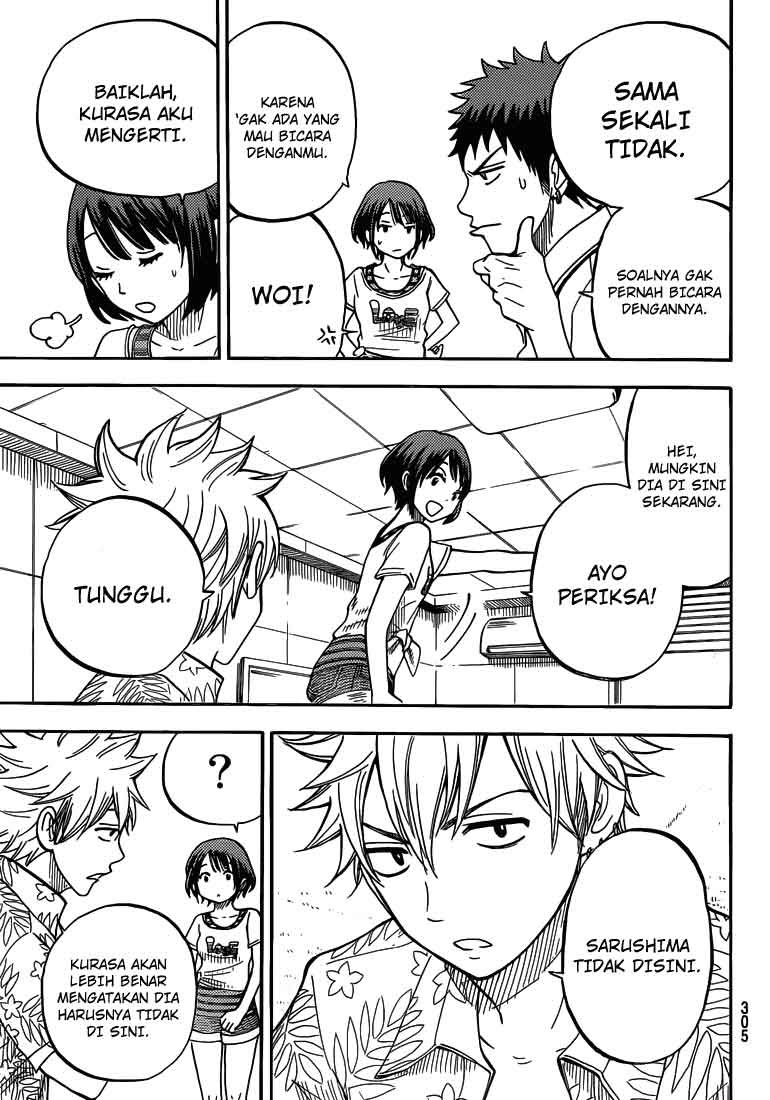 SAMA
SEKALI
TIDAK.
SOALNYA GAK
PERNAH BICARA
DENGANNYA.
KARENA
'GAK ADA YANG
MAU BICARA
DENGANMU.
WOI!
BAIKLAH,
KURASA AKU
MENGERTI.
HEI,
MUNGKIN
DIA DI SINI
SEKARANG.
AYO
PERIKSA!
TUNGGU.
SARUSHIMA
TIDAK DISINI.
?
KURASA AKAN
LEBIH BENAR
MENGATAKAN DIA
HARUSNYA TIDAK
DI SINI.
305